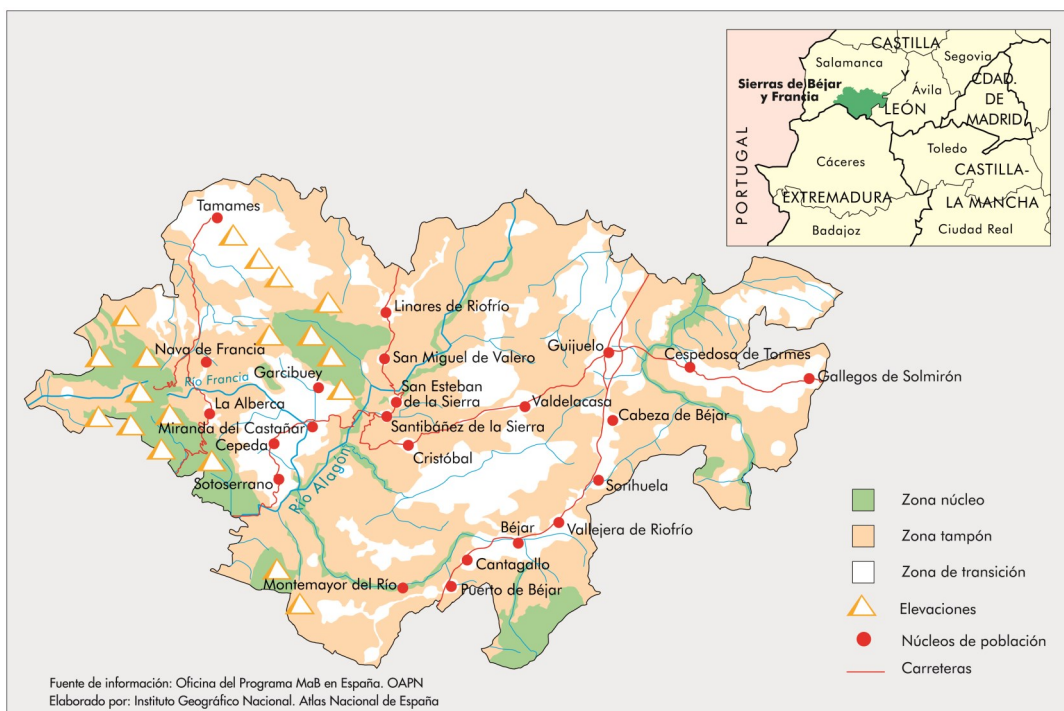 CASTILLA
Salamanca
Segovia
Sierras de Béjar
y Francia
Y
Ávila
LEÓN
CDAD.
DE
MADRID
PORTUGAL
Cáceres
Toledo
CASTILLA-
EXTREMADURA
LA MANCHA
Badajoz
Ciudad Real
Tamames
Linares de Riofrío
Nava de Francia
Río Francia
Garcibuey
San Miguel de Valero
Guijuelo
Cespedosa de Tormes
Gallegos de Solmirón
La Alberca
San Esteban
de la Sierra
Valdelacasa
Miranda del Castañar
Santibáñez de la Sierra
Cabeza de Béjar
Cepeda
Cristóbal
Río Alagón
Sotoserrano
Sorihuela
Béjar
Vallejera de Riofrío
Cantagallo
Montemayor del Río
Puerto de Béjar
Zona núcleo
Zona tampón
Zona de transición
Elevaciones
Núcleos de población
Carreteras
Fuente de información: Oficina del Programa MaB en España. OAPN
Elaborado por: Instituto Geográfico Nacional. Atlas Nacional de España